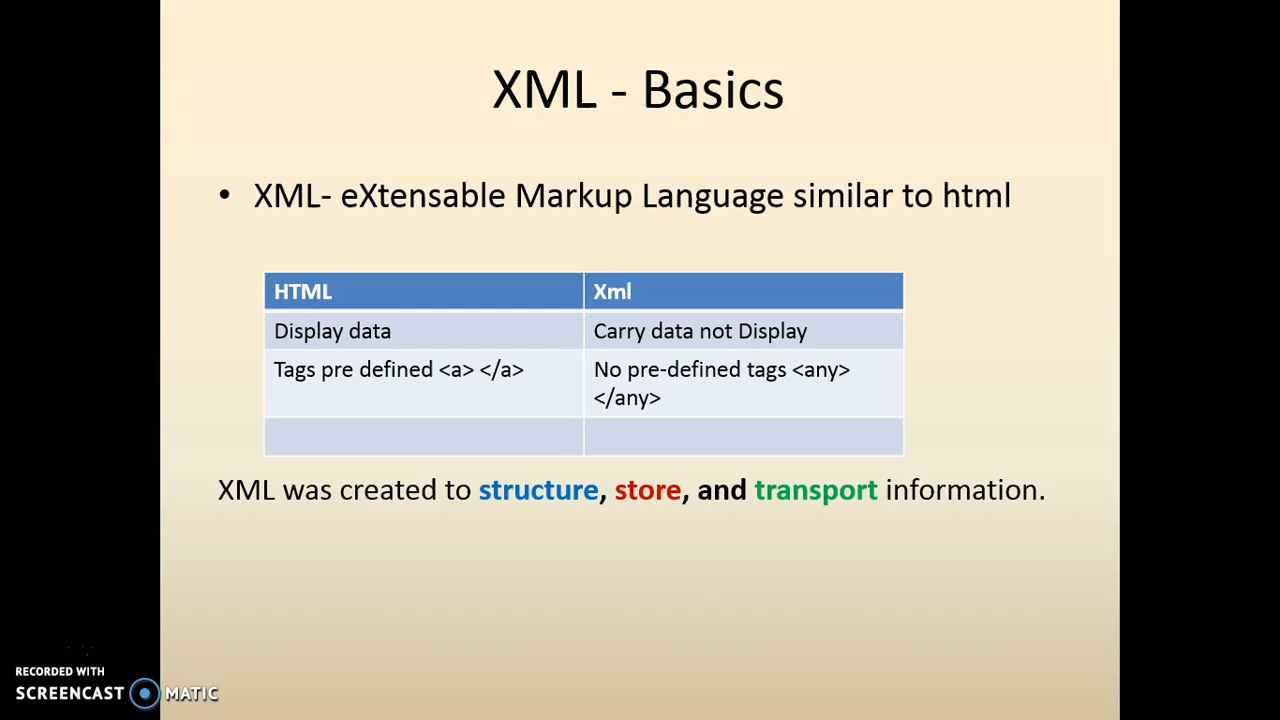 XML - Basics
• XML- eXtensable Markup Language similar to html
HTML Xml
Display data Carry data not Display
Tags pre defined <a> </a> No pre-defined tags <any>
</any>
XML was created to structure, store, and transport information.
RECORDED WITH
SCREENCAST MATIC